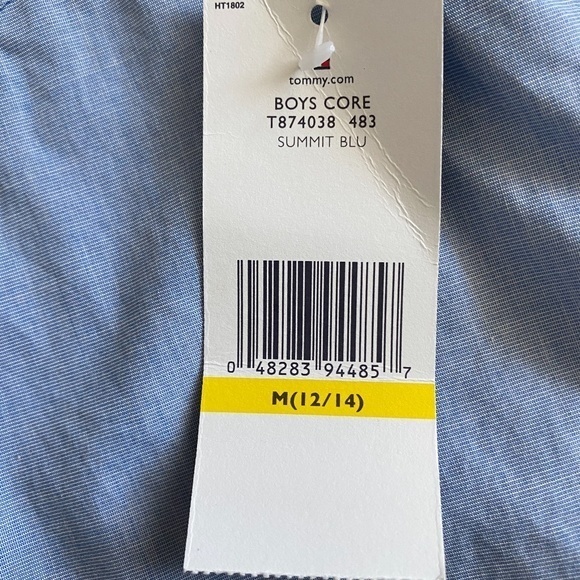 HT1802
tommy.com
BOYS CORE
T874038 483
SUMMIT BLU
0 48283 94485 7
M(12/14)